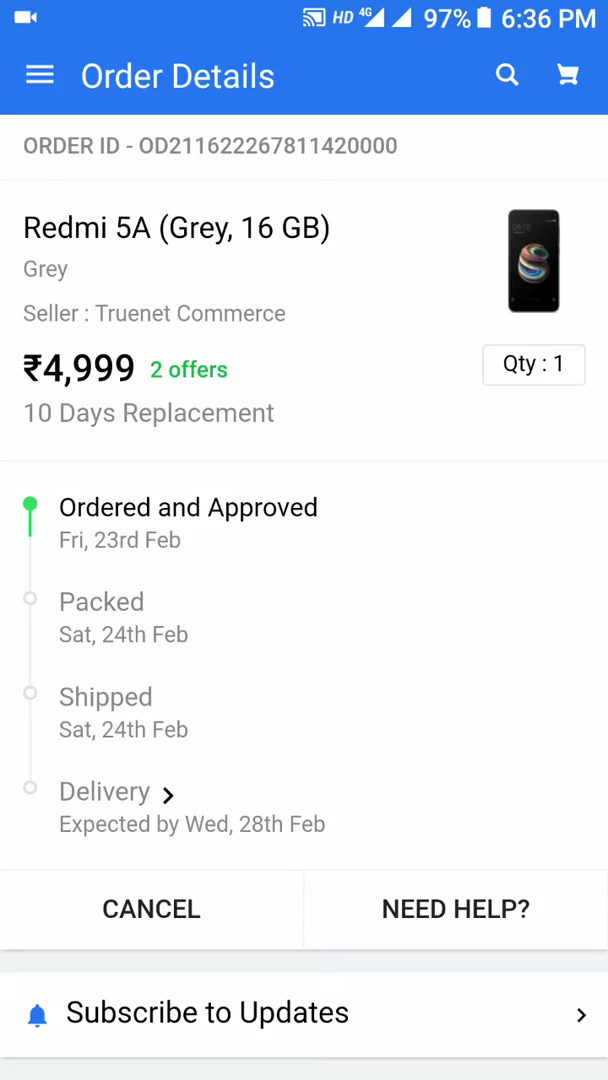 HD 4G 97% 6:36 PM
Order Details
ORDER ID - OD211622267811420000
Redmi 5A (Grey, 16 GB)
Grey
Seller : Truenet Commerce
₹4,999 2 offers
Qty : 1
10 Days Replacement
Ordered and Approved
Fri, 23rd Feb
Packed
Sat, 24th Feb
Shipped
Sat, 24th Feb
Delivery
Expected by Wed, 28th Feb
CANCEL
NEED HELP?
Subscribe to Updates